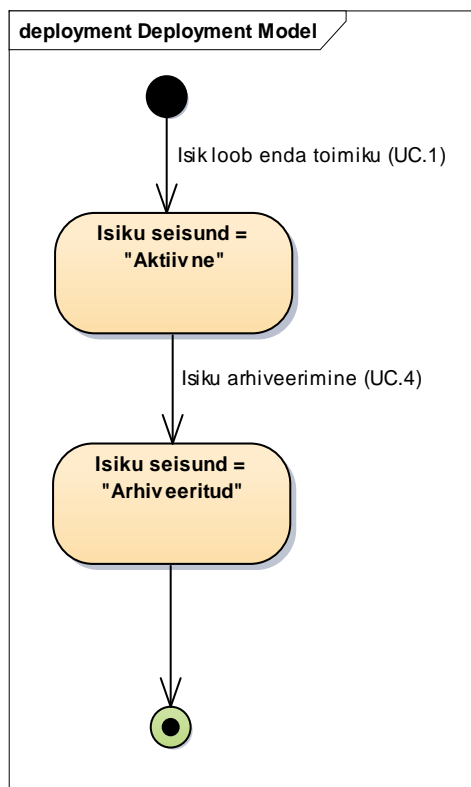 deployment Deployment Model
Isik loob enda toimiku (UC.1)
Isiku seisund =
"Aktiivne"
Isiku arhiveerimine (UC.4)
Isiku seisund =
"Arhiveeritud"